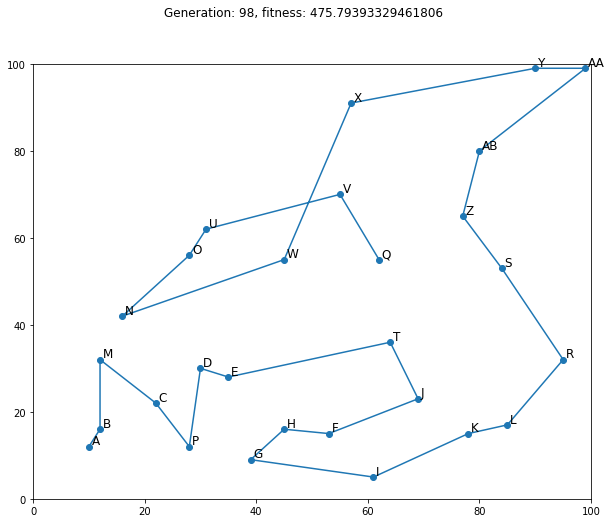 Generation: 98, fitness: 475.79393329461806
100
Y
AA
X
80
AB
V
Z
U
60
O
W
Q
S
N
40
T
M
R
D
E
C
J
20
B
H
F
K
L
A
P
G
I
0
0 20 40 60 80 100